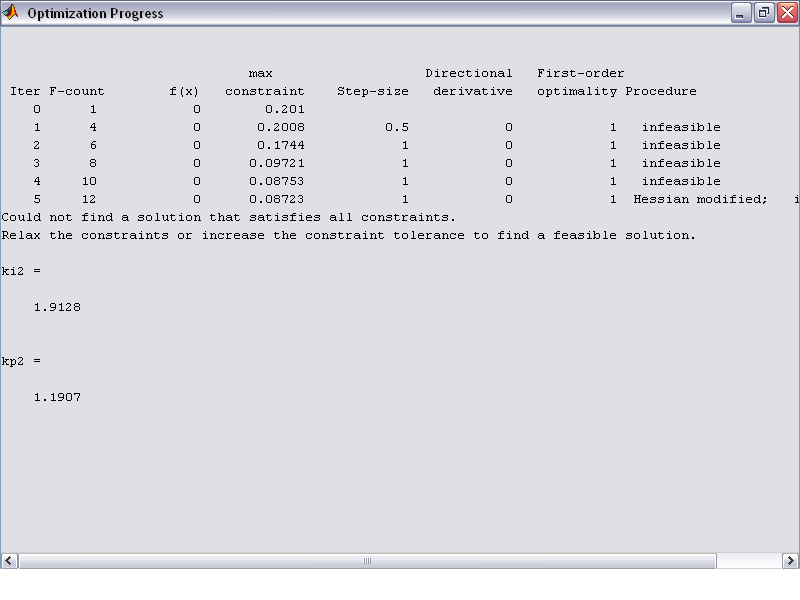 Optimization Progress
max Directional First-order
Iter F-count f(x) constraint Step-size derivative optimality Procedure
0 1 0 0.201
1 4 0 0.2008 0.5 0 1 infeasible
2 6 0 0.1744 1 0 1 infeasible
3 8 0 0.09721 1 0 1 infeasible
4 10 0 0.08753 1 0 1 infeasible
5 12 0 0.08723 1 0 1 Hessian modified; i
Could not find a solution that satisfies all constraints.
Relax the constraints or increase the constraint tolerance to find a feasible solution.
ki2 =
1.9128
kp2 =
1.1907